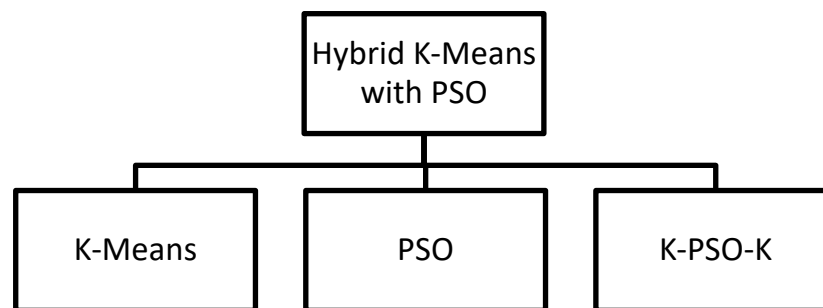 Hybrid K-Means
with PSO
K-Means
PSO
K-PSO-K